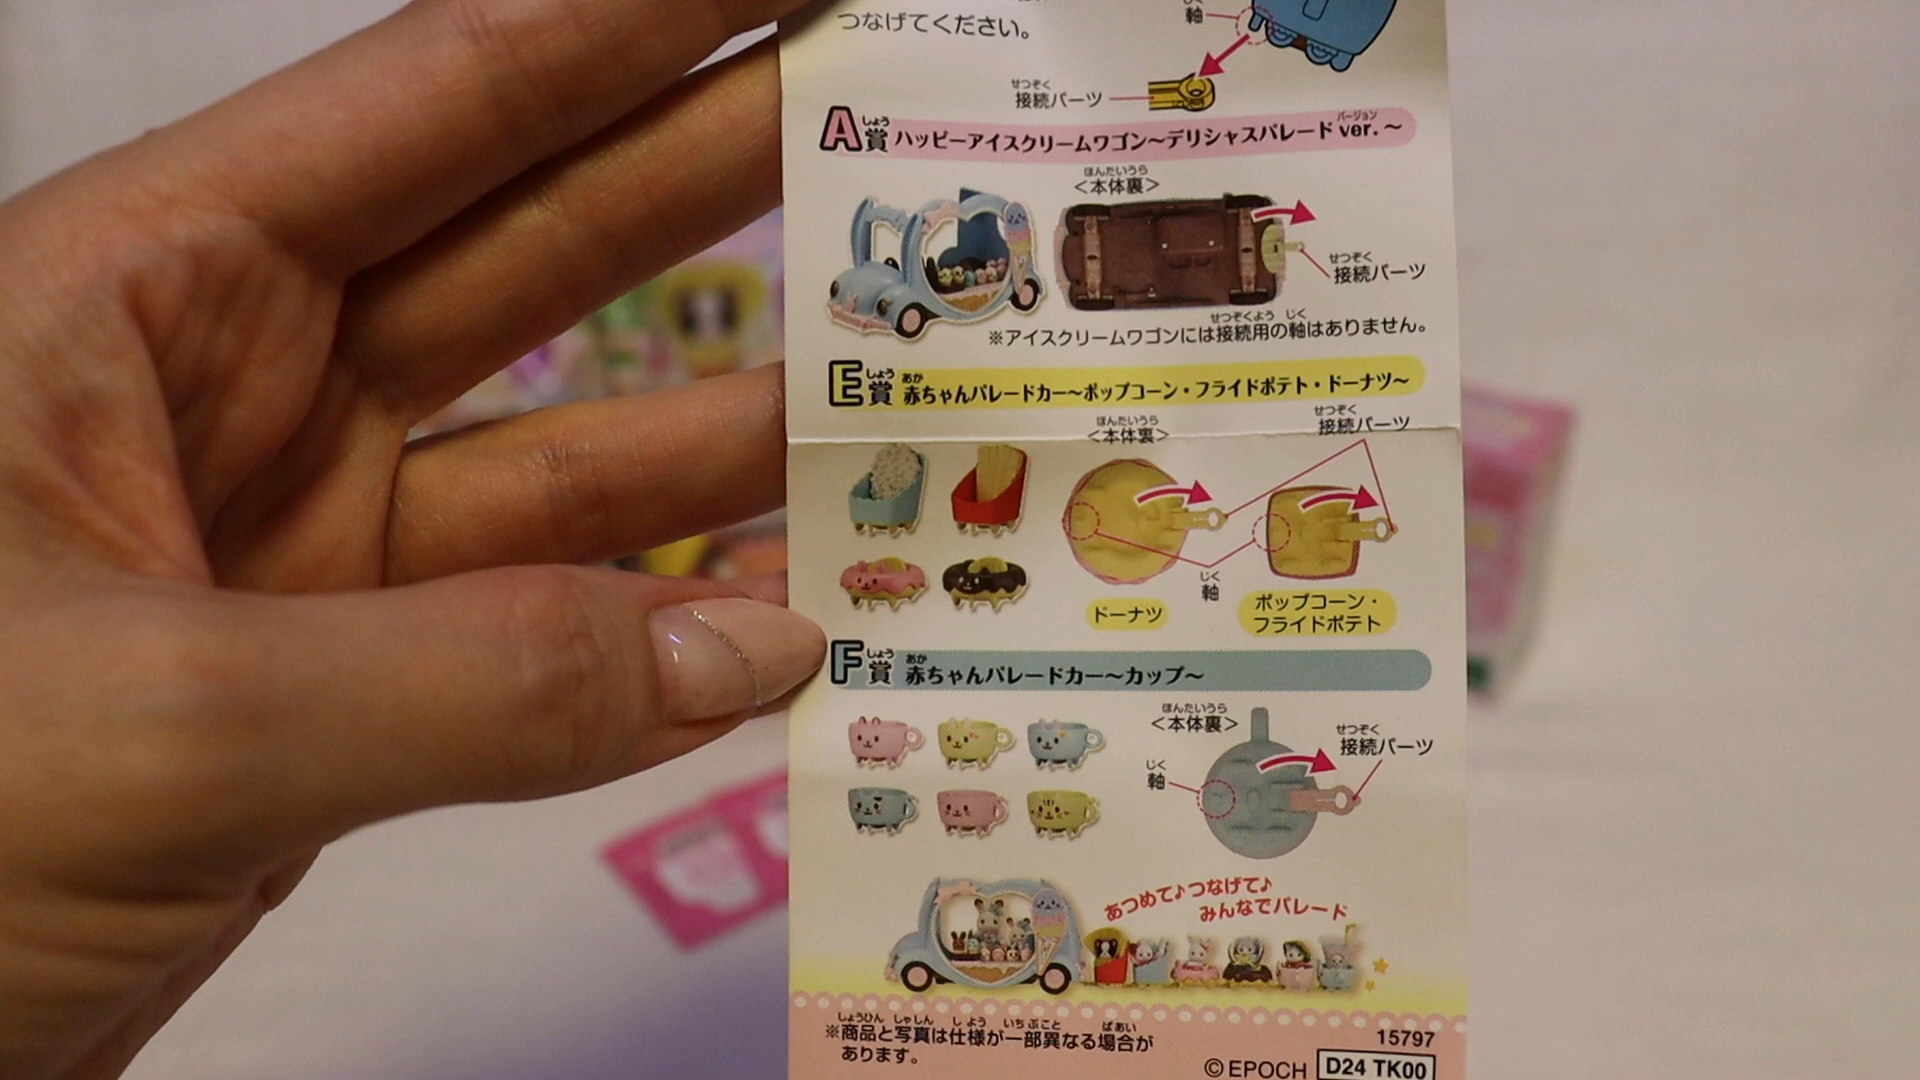 つなげてください。
じく
軸
せつぞく
接続パーツ
A賞 ハッピーアイスクリームワゴン〜デリシャスパレードver.〜
しょう
バージョン
ほんたいうら
<本体裏>
せつぞく
接続パーツ
せつぞくよう じく
※アイスクリームワゴンには接続用の軸はありません。
E賞 赤ちゃんパレードカー〜ポップコーン・フライドポテト・ドーナツ〜
しょう あか
ほんたいうら
<本体裏>
せつぞく
接続パーツ
じく
軸
ドーナツ
ポップコーン・
フライドポテト
F賞 赤ちゃんパレードカー〜カップ〜
しょう あか
ほんたいうら
<本体裏>
せつぞく
接続パーツ
じく
軸
あつめて♪つなげて♪
みんなでパレード
しょうひん しゃしん しよう いちぶこと ばあい
※商品と写真は仕様が一部異なる場合が
あります。
15797
©EPOCH D24 TK00